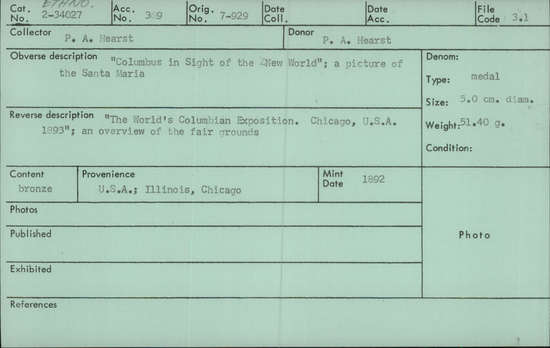 ETHNO.
Cat. No. 2-34027 Acc. No. 309 Orig. No. 7-929 Date Coll. Date Acc. File Code 3.1
Collector P. A. Hearst Donor P. A. Hearst
Obverse description "Columbus in Sight of the New World"; a picture of
the Santa Maria
Denom:
Type: medal
Size: 5.0 cm. diam.
Weight: 51.40 g.
Condition:
Reverse description "The World's Columbian Exposition. Chicago, U.S.A.
1893"; an overview of the fair grounds
Content bronze Provenience U.S.A.; Illinois, Chicago Mint Date 1892
Photos
Published
Exhibited
References
Photo